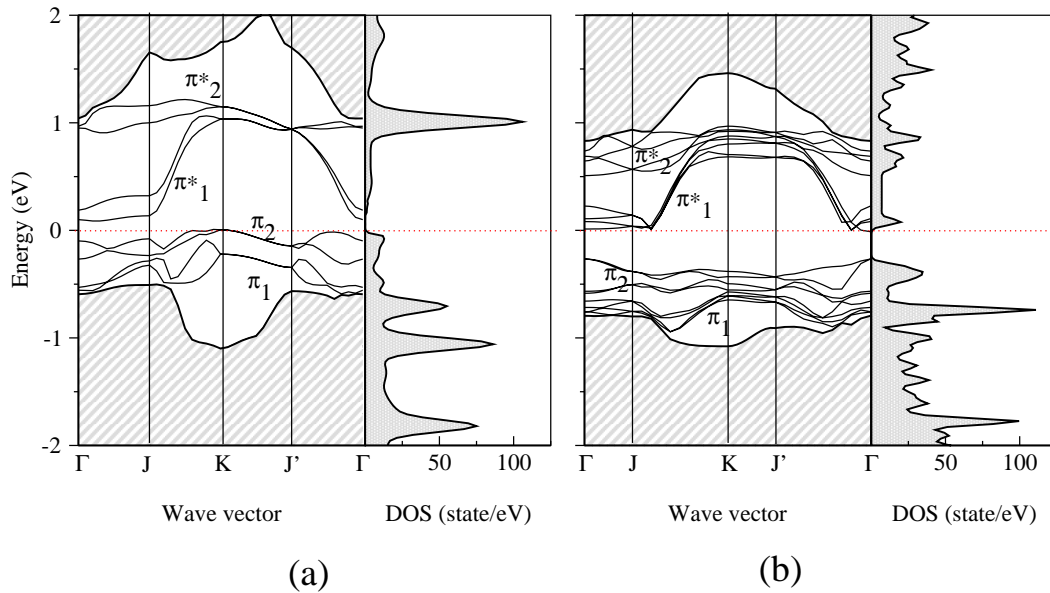 2
1
0
-1
-2
Energy (eV)
π*2
π*1
π2
π1
Γ J K J' Γ
50 100
Wave vector
DOS (state/eV)
(a)
π*2
π*1
π2
π1
Γ J K J' Γ
50 100
Wave vector
DOS (state/eV)
(b)